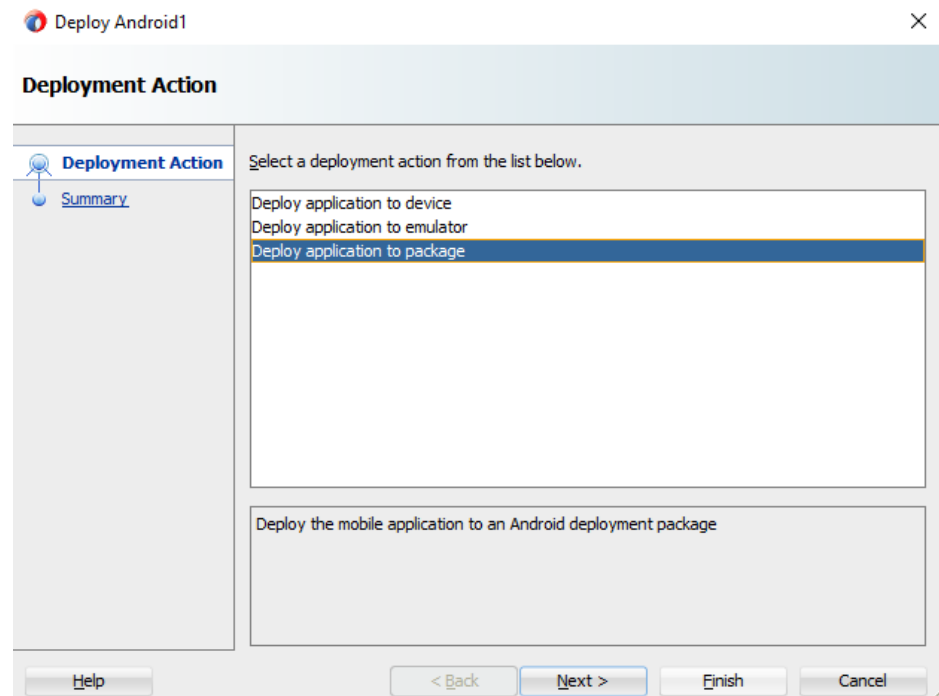 Deploy Android1
Deployment Action
Deployment Action
Summary
Select a deployment action from the list below.
Deploy application to device
Deploy application to emulator
Deploy application to package
Deploy the mobile application to an Android deployment package
Help
< Back
Next >
Finish
Cancel